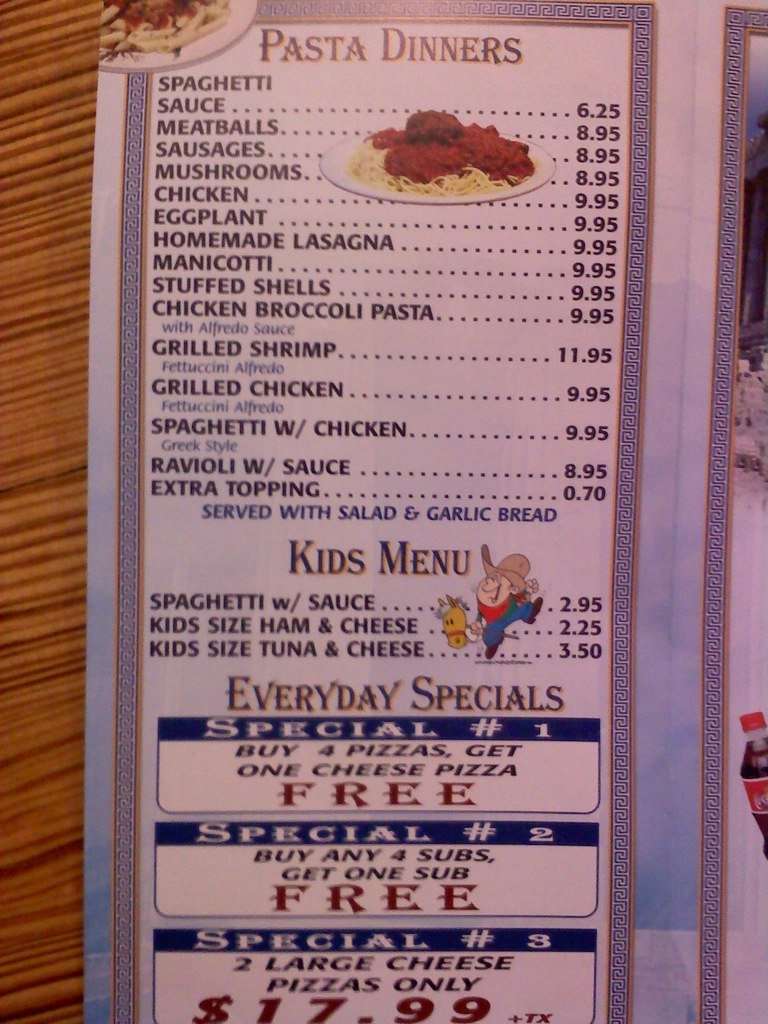 PASTA DINNERS
SPAGHETTI
SAUCE . . . . . . . . . . . . . . . . . . . . . . . . . . . . . . 6.25
MEATBALLS. . . . . . . . . . 8.95
SAUSAGES. . . . . . . . . . 8.95
MUSHROOMS. . . . . . . . 8.95
CHICKEN . . . . . . . . . . . . . . . . . . . . . . . . . . . 9.95
EGGPLANT . . . . . . . . . . . . . . . . . . . . . . . . . 9.95
HOMEMADE LASAGNA . . . . . . . . . . . . . . 9.95
MANICOTTI . . . . . . . . . . . . . . . . . . . . . . . . . 9.95
STUFFED SHELLS . . . . . . . . . . . . . . . . . . . 9.95
CHICKEN BROCCOLI PASTA. . . . . . . . . . . 9.95
with Alfredo Sauce
GRILLED SHRIMP. . . . . . . . . . . . . . . . . . 11.95
Fettuccini Alfredo
GRILLED CHICKEN . . . . . . . . . . . . . . . . . . 9.95
Fettuccini Alfredo
SPAGHETTI W/ CHICKEN. . . . . . . . . . . . . 9.95
Greek Style
RAVIOLI W/ SAUCE . . . . . . . . . . . . . . . . . 8.95
EXTRA TOPPING. . . . . . . . . . . . . . . . . . . . 0.70
SERVED WITH SALAD & GARLIC BREAD
KIDS MENU
SPAGHETTI w/ SAUCE . . . . . . . 2.95
KIDS SIZE HAM & CHEESE . . . . . . 2.25
KIDS SIZE TUNA & CHEESE. . . . . . . . . . 3.50
EVERYDAY SPECIALS
SPECIAL # 1
BUY 4 PIZZAS, GET
ONE CHEESE PIZZA
FREE
SPECIAL # 2
BUY ANY 4 SUBS,
GET ONE SUB
FREE
SPECIAL # 3
2 LARGE CHEESE
PIZZAS ONLY
$17.99 +TX